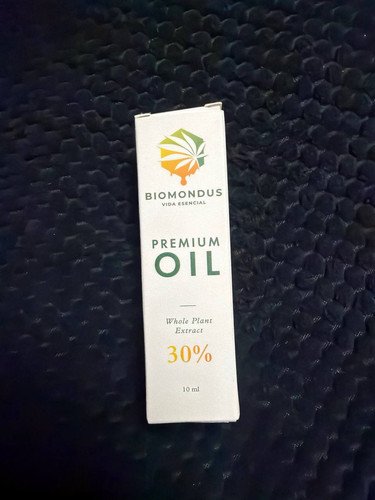 BIOMONDUS
VIDA ESENCIAL
PREMIUM
OIL
Whole Plant
Extract
30%
10 ml